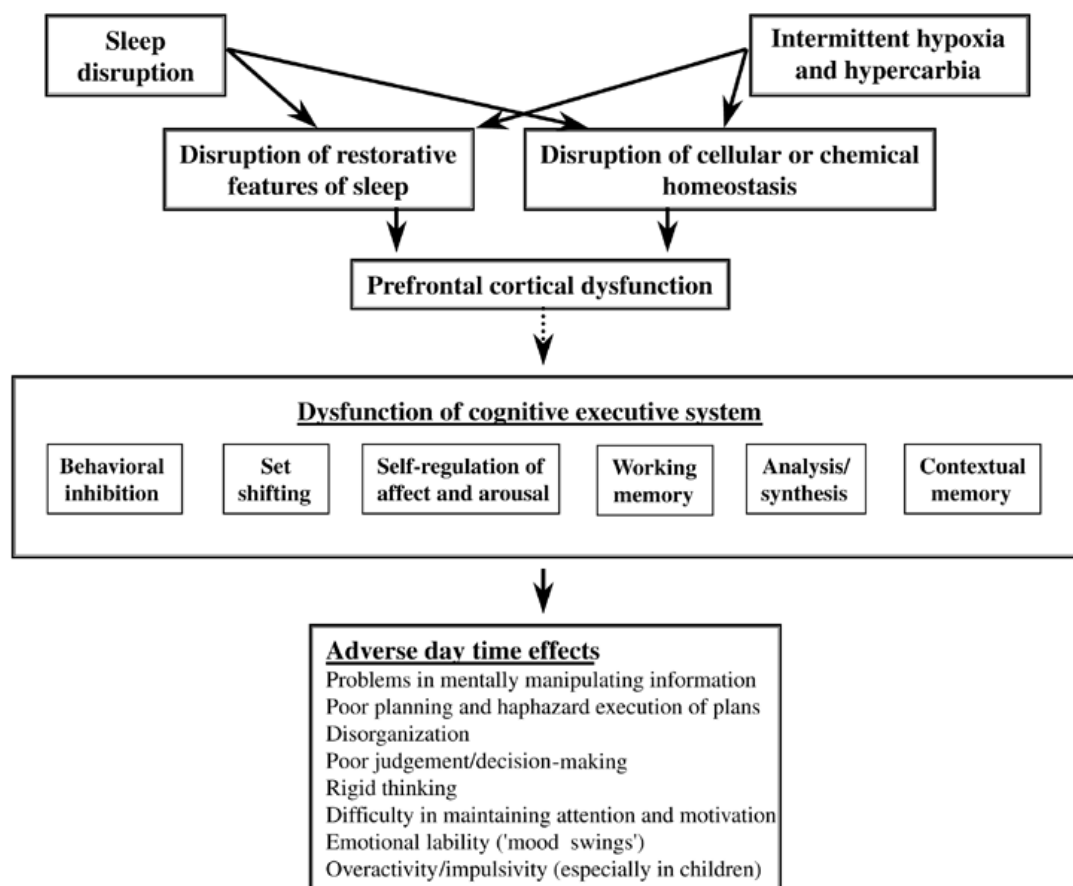 Sleep
disruption
Intermittent hypoxia
and hypercarbia
Disruption of restorative
features of sleep
Disruption of cellular or chemical
homeostasis
Prefrontal cortical dysfunction
Dysfunction of cognitive executive system
Behavioral
inhibition
Set
shifting
Self-regulation of
affect and arousal
Working
memory
Analysis/
synthesis
Contextual
memory
Adverse day time effects
Problems in mentally manipulating information
Poor planning and haphazard execution of plans
Disorganization
Poor judgement/decision-making
Rigid thinking
Difficulty in maintaining attention and motivation
Emotional lability ('mood swings')
Overactivity/impulsivity (especially in children)